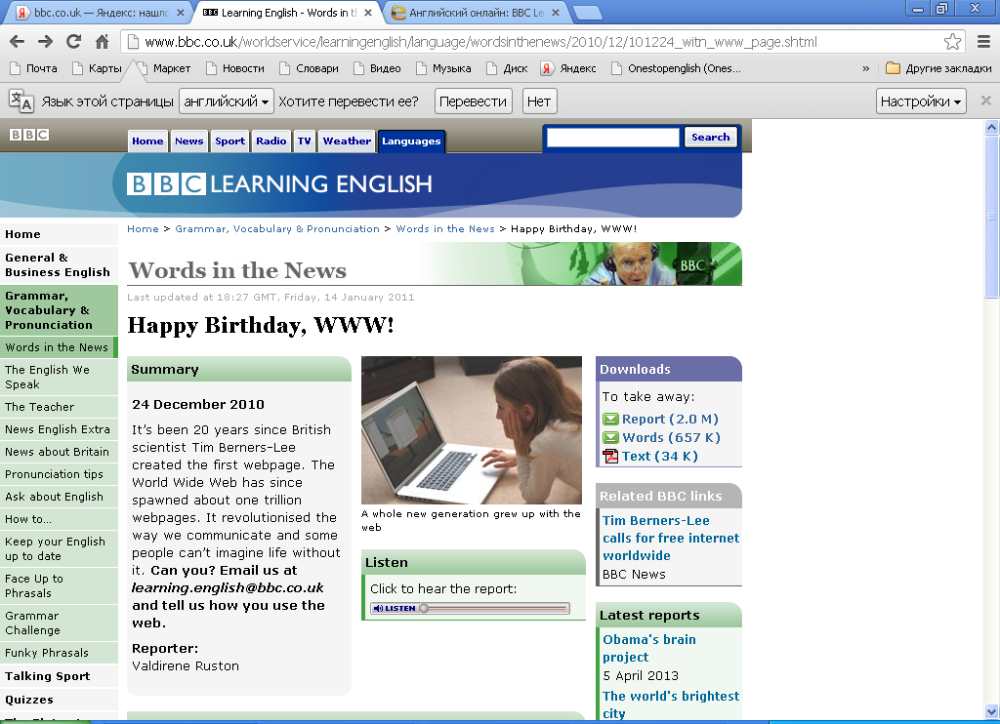 bbc.co.uk — Яндекс: нашло
BBC Learning English - Words in t
Английский онлайн: BBC Le
www.bbc.co.uk/worldservice/learningenglish/language/wordsinthenews/2010/12/101224_witn_www_page.shtml
Почта Карты Маркет Новости Словари Видео Музыка Диск Яндекс Onestopenglish (Ones... » Другие закладки
Язык этой страницы английский Хотите перевести ее? Перевести Нет Настройки
BBC
Home News Sport Radio TV Weather Languages Search
BBC LEARNING ENGLISH
Home > Grammar, Vocabulary & Pronunciation > Words in the News > Happy Birthday, WWW!
Home
General &
Business English
Grammar,
Vocabulary &
Pronunciation
Words in the News
The English We
Speak
The Teacher
News English Extra
News about Britain
Pronunciation tips
Ask about English
How to...
Keep your English
up to date
Face Up to
Phrasals
Grammar
Challenge
Funky Phrasals
Talking Sport
Quizzes
Words in the News
BBC
Last updated at 18:27 GMT, Friday, 14 January 2011
Happy Birthday, WWW!
Summary
24 December 2010
It's been 20 years since British
scientist Tim Berners-Lee
created the first webpage. The
World Wide Web has since
spawned about one trillion
webpages. It revolutionised the
way we communicate and some
people can't imagine life without
it. Can you? Email us at
learning.english@bbc.co.uk
and tell us how you use the
web.
Reporter:
Valdirene Ruston
A whole new generation grew up with the
web
Listen
Click to hear the report:
LISTEN
Downloads
To take away:
Report (2.0 M)
Words (657 K)
Text (34 K)
Related BBC links
Tim Berners-Lee
calls for free internet
worldwide
BBC News
Latest reports
Obama's brain
project
5 April 2013
The world's brightest
city